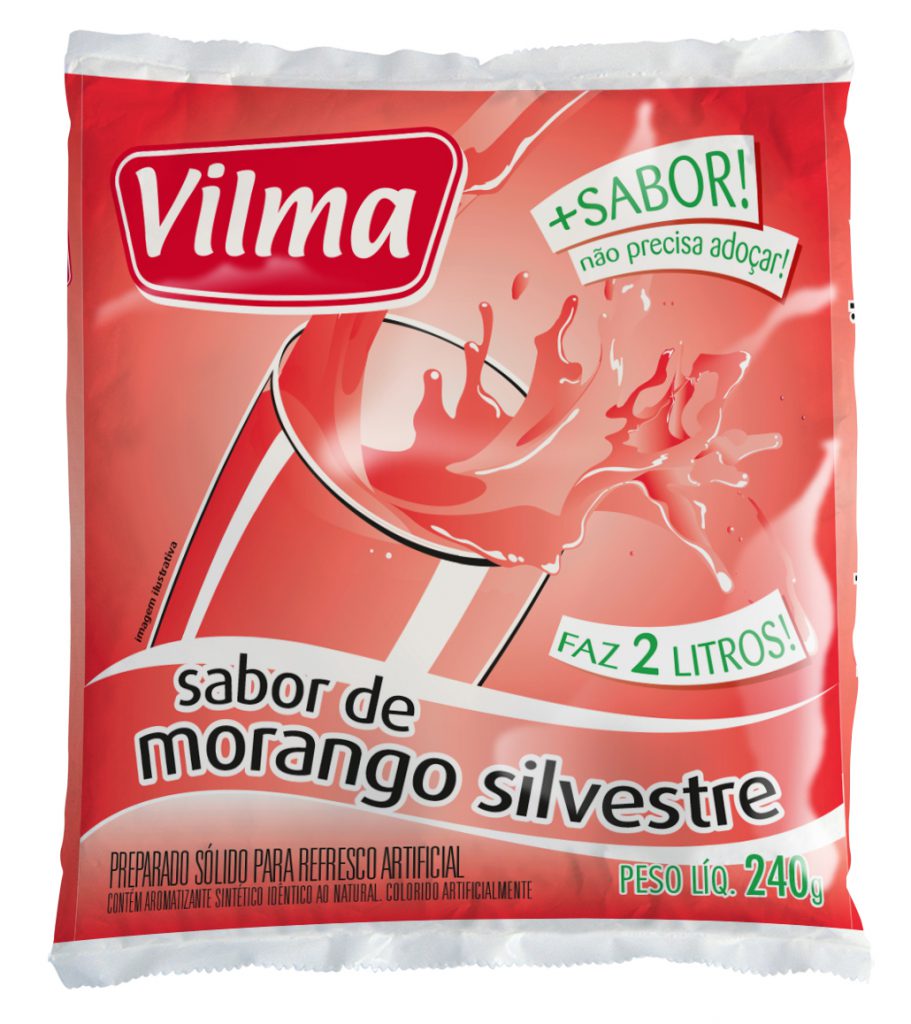 Vilma
+SABOR!
não precisa adoçar!
imagem ilustrativa
FAZ 2 LITROS!
sabor de
morango silvestre
PREPARADO SÓLIDO PARA REFRESCO ARTIFICIAL
CONTÉM AROMATIZANTE SINTÉTICO IDÊNTICO AO NATURAL. COLORIDO ARTIFICIALMENTE
PESO LÍQ. 240g